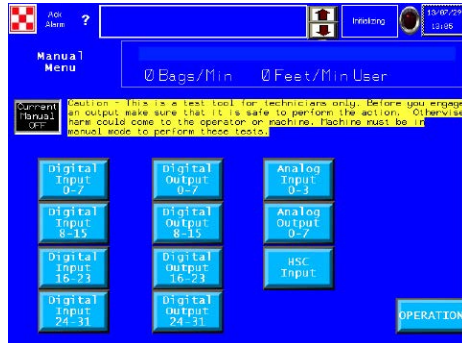 Ack
Alarm
?
Initializing
13/07/29
13:05
Manual
Menu
0 Bags/Min
0 Feet/Min User
Current
Manual
OFF
Caution - This is a test tool for technicians only. Before you engage
an output make sure that it is safe to perform the action. Otherwise
harm could come to the operator or machine. Machine must be in
manual mode to perform these tests.
Digital
Input
0-7
Digital
Output
0-7
Analog
Input
0-3
Digital
Input
8-15
Digital
Output
8-15
Analog
Output
0-7
Digital
Input
16-23
Digital
Output
16-23
HSC
Input
Digital
Input
24-31
Digital
Output
24-31
OPERATION